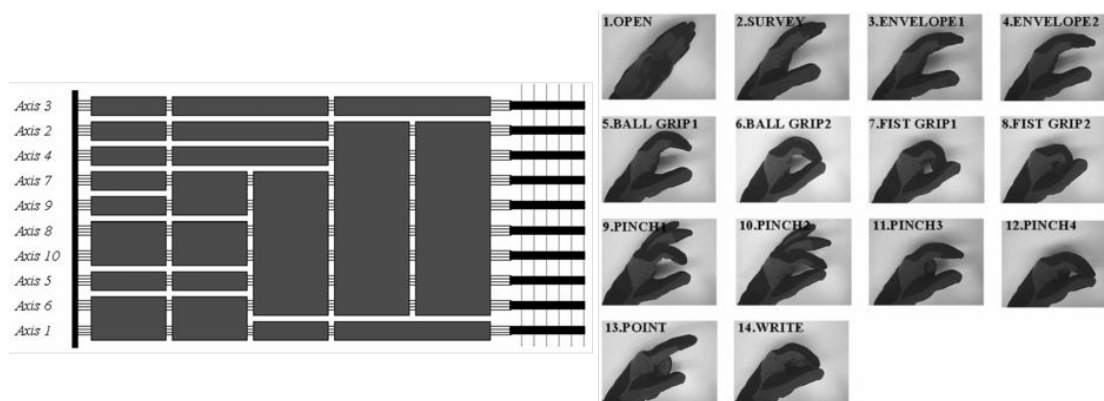 Axis 3
Axis 2
Axis 4
Axis 7
Axis 9
Axis 8
Axis 10
Axis 5
Axis 6
Axis 1
1.OPEN
2.SURVEY
3.ENVELOPE1
4.ENVELOPE2
5.BALL GRIP1
6.BALL GRIP2
7.FIST GRIP1
8.FIST GRIP2
9.PINCH1
10.PINCH2
11.PINCH3
12.PINCH4
13.POINT
14.WRITE